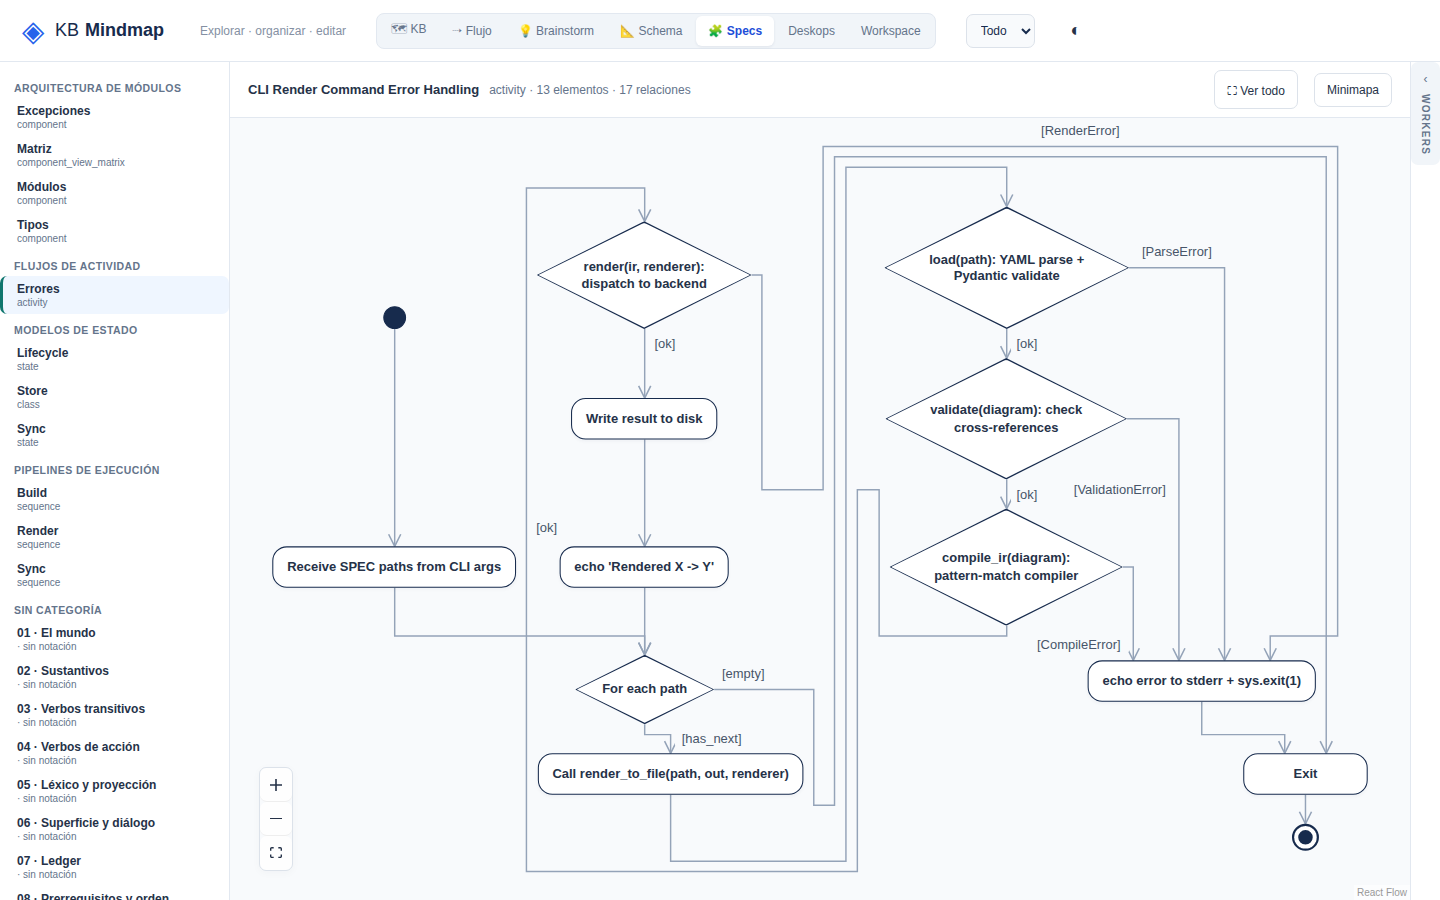 KB Mindmap
Explorar · organizar · editar
KB
Flujo
Brainstorm
Schema
Specs
Deskops
Workspace
Todo
ARQUITECTURA DE MÓDULOS
Excepciones
component
Matriz
component_view_matrix
Módulos
component
Tipos
component
FLUJOS DE ACTIVIDAD
Errores
activity
MODELOS DE ESTADO
Lifecycle
state
Store
class
Sync
state
PIPELINES DE EJECUCIÓN
Build
sequence
Render
sequence
Sync
sequence
SIN CATEGORÍA
01 · El mundo
· sin notación
02 · Sustantivos
· sin notación
03 · Verbos transitivos
· sin notación
04 · Verbos de acción
· sin notación
05 · Léxico y proyección
· sin notación
06 · Superficie y diálogo
· sin notación
07 · Ledger
· sin notación
08 · Prerrequisitos y orden
CLI Render Command Error Handling
activity · 13 elementos · 17 relaciones
Ver todo
Minimapa
WORKERS
[RenderError]
render(ir, renderer):
dispatch to backend
load(path): YAML parse +
Pydantic validate
[ParseError]
[ok]
[ok]
Write result to disk
validate(diagram): check
cross-references
[ok]
[ValidationError]
[ok]
Receive SPEC paths from CLI args
echo 'Rendered X -> Y'
compile_ir(diagram):
pattern-match compiler
[CompileError]
For each path
[empty]
echo error to stderr + sys.exit(1)
[has_next]
Call render_to_file(path, out, renderer)
Exit
React Flow